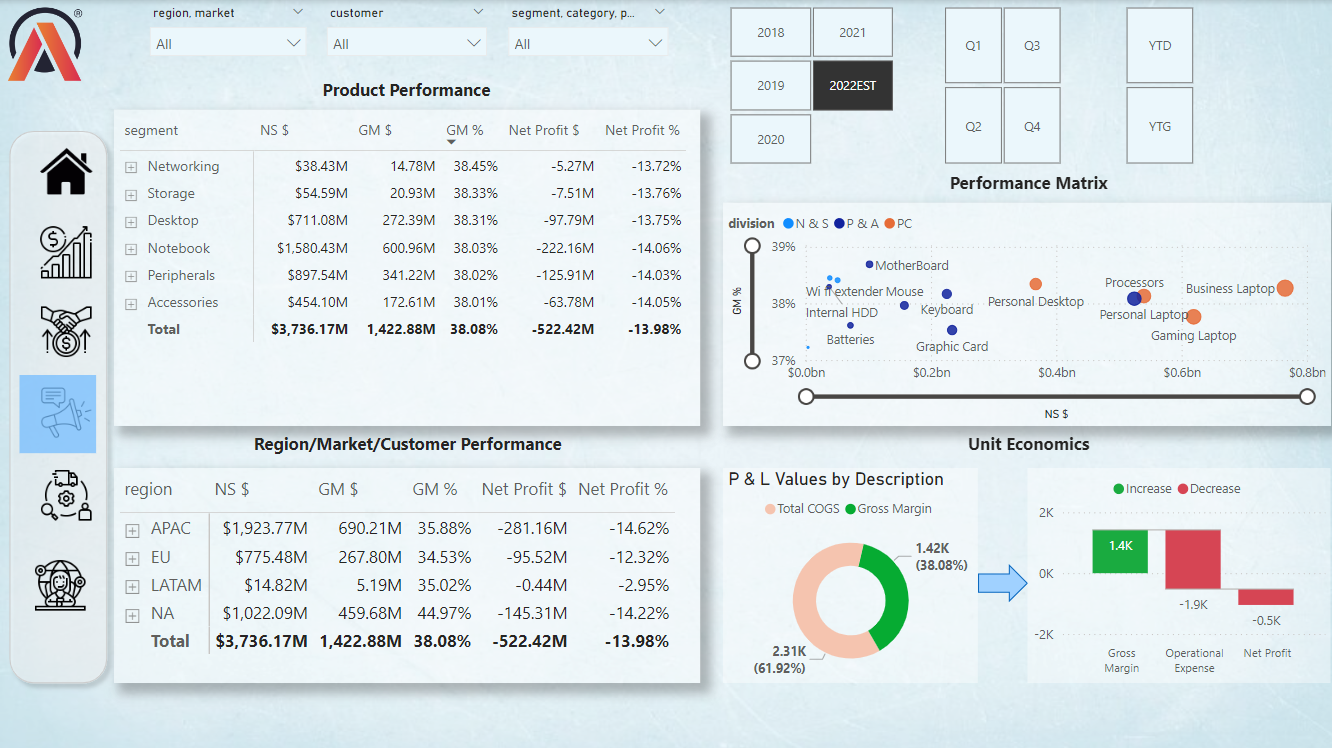 ®
region, market
customer
segment, category, p...
All
All
All
2018
2021
2019
2022EST
2020
Q1
Q3
Q2
Q4
YTD
YTG
Product Performance
segment NS $ GM $ GM % Net Profit $ Net Profit %
Networking $38.43M 14.78M 38.45% -5.27M -13.72%
Storage $54.59M 20.93M 38.33% -7.51M -13.76%
Desktop $711.08M 272.39M 38.31% -97.79M -13.75%
Notebook $1,580.43M 600.96M 38.03% -222.16M -14.06%
Peripherals $897.54M 341.22M 38.02% -125.91M -14.03%
Accessories $454.10M 172.61M 38.01% -63.78M -14.05%
Total $3,736.17M 1,422.88M 38.08% -522.42M -13.98%
Performance Matrix
division N & S P & A PC
39%
38%
37%
GM %
MotherBoard
Wi fi extender Mouse
Internal HDD
Batteries
Keyboard
Graphic Card
Personal Desktop
Processors
Personal Laptop
Business Laptop
Gaming Laptop
$0.0bn $0.2bn $0.4bn $0.6bn $0.8bn
NS $
Region/Market/Customer Performance
region NS $ GM $ GM % Net Profit $ Net Profit %
APAC $1,923.77M 690.21M 35.88% -281.16M -14.62%
EU $775.48M 267.80M 34.53% -95.52M -12.32%
LATAM $14.82M 5.19M 35.02% -0.44M -2.95%
NA $1,022.09M 459.68M 44.97% -145.31M -14.22%
Total $3,736.17M 1,422.88M 38.08% -522.42M -13.98%
Unit Economics
P & L Values by Description
Total COGS Gross Margin
1.42K
(38.08%)
2.31K
(61.92%)
Increase Decrease
2K
0K
-2K
1.4K
-1.9K
-0.5K
Gross
Margin
Operational
Expense
Net Profit